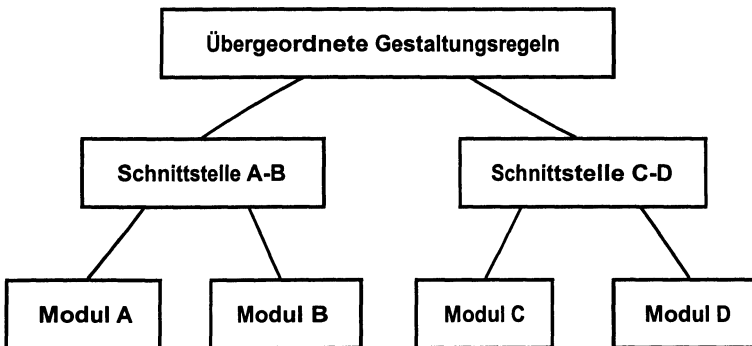 Übergeordnete Gestaltungsregeln
Schnittstelle A-B
Schnittstelle C-D
Modul A
Modul B
Modul C
Modul D